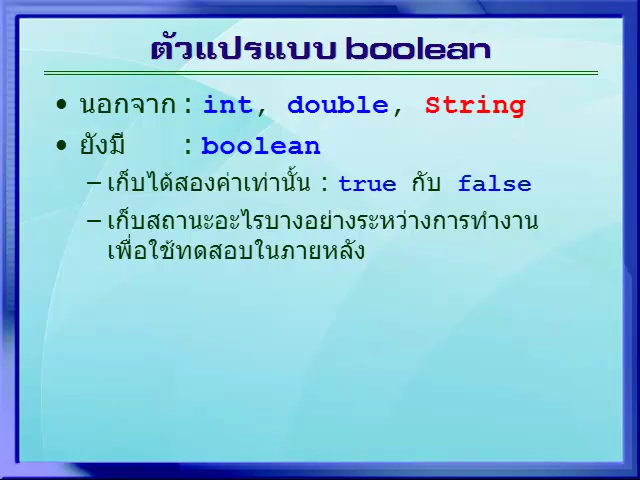 ตัวแปรแบบ boolean
• นอกจาก : int, double, String
• ยังมี : boolean
– เก็บได้สองค่าเท่านั้น : true กับ false
– เก็บสถานะอะไรบางอย่างระหว่างการทำงาน
เพื่อใช้ทดสอบในภายหลัง